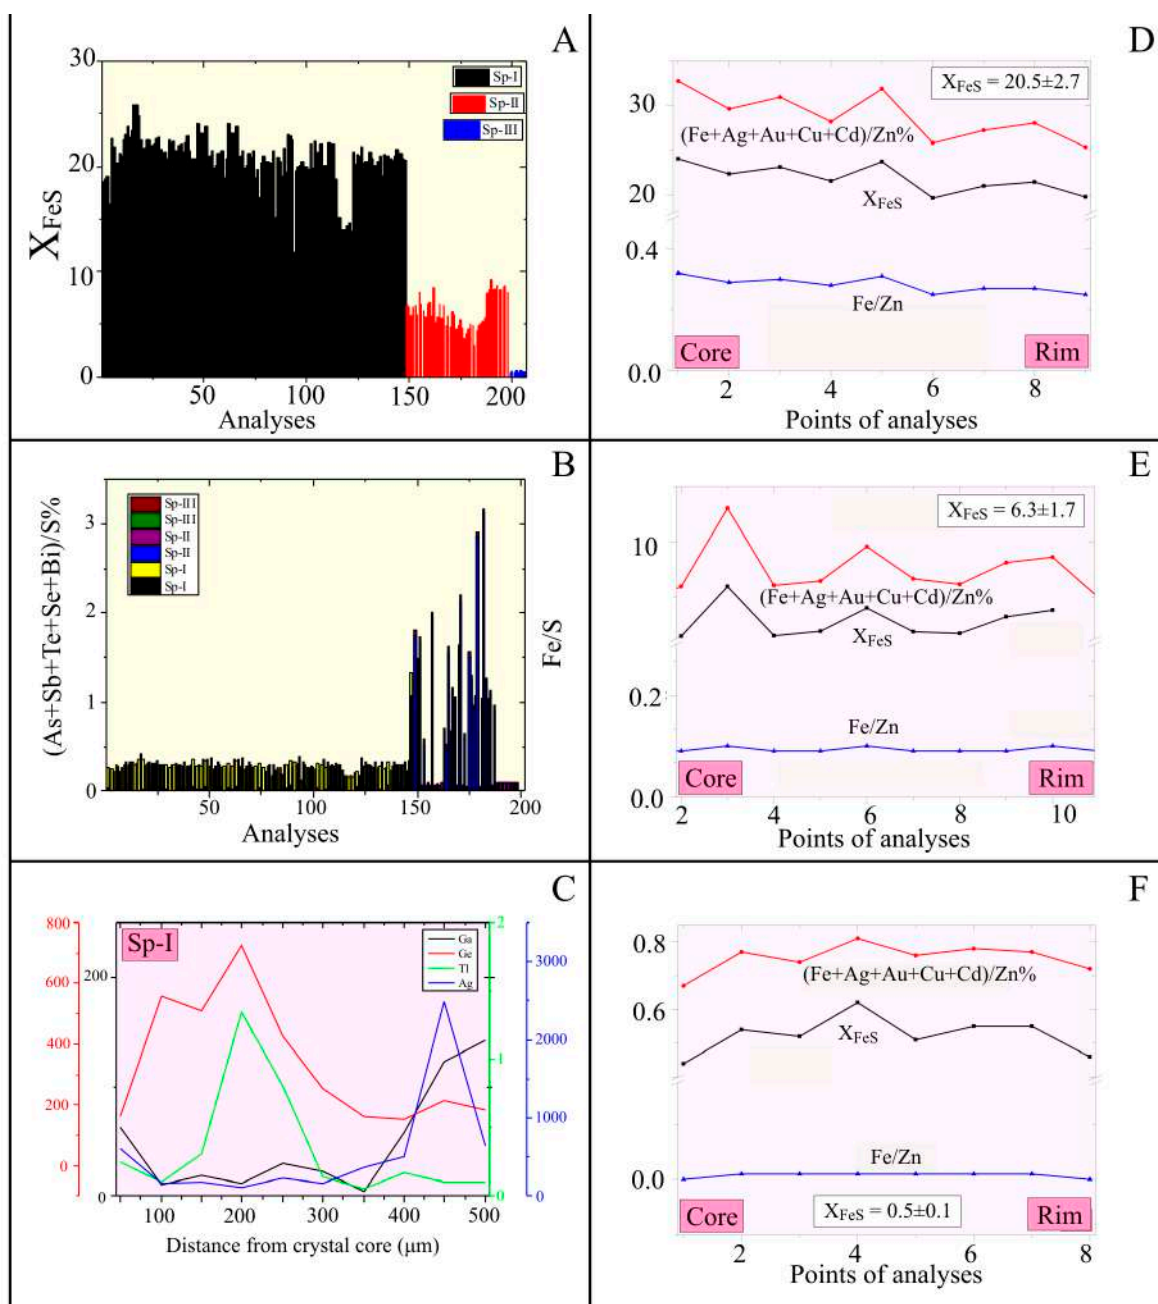 A
30
20
10
0
X_FeS
Sp-I
Sp-II
Sp-III
50
100
150
200
Analyses
D
X_FeS = 20.5±2.7
30
20
0.4
0.0
(Fe+Ag+Au+Cu+Cd)/Zn%
X_FeS
Fe/Zn
Core
Rim
2
4
6
8
Points of analyses
B
(As+Sb+Te+Se+Bi)/S%
3
2
1
0
Sp-III
Sp-III
Sp-II
Sp-II
Sp-I
Sp-I
Fe/S
50
100
150
200
Analyses
E
X_FeS = 6.3±1.7
10
0.2
0.0
(Fe+Ag+Au+Cu+Cd)/Zn%
X_FeS
Fe/Zn
Core
Rim
2
4
6
8
10
Points of analyses
C
Sp-I
800
600
400
200
0
200
0
Ga
Ge
Tl
Ag
2
1
0
3000
2000
1000
0
100
200
300
400
500
Distance from crystal core (μm)
F
0.8
0.6
0.0
(Fe+Ag+Au+Cu+Cd)/Zn%
X_FeS
Fe/Zn
Core
X_FeS = 0.5±0.1
Rim
2
4
6
8
Points of analyses